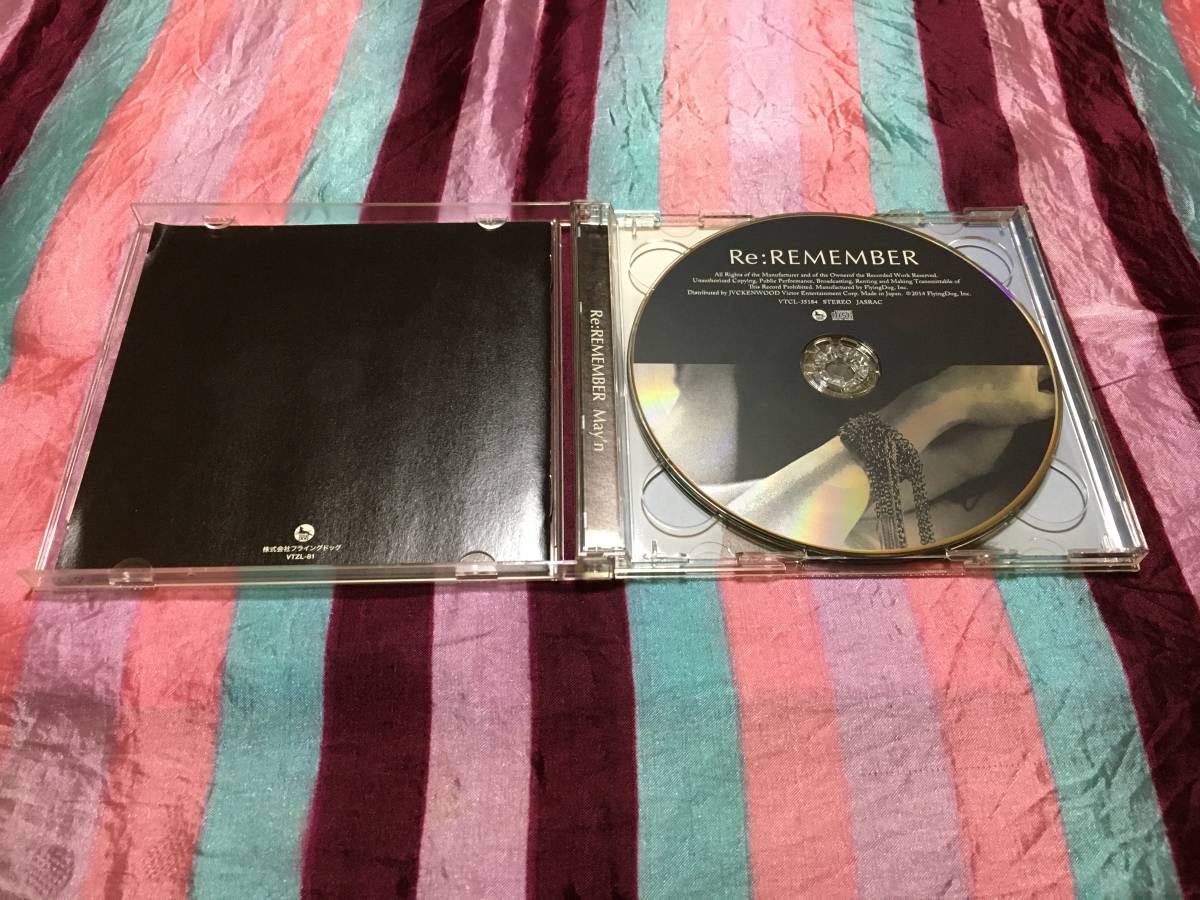 株式会社フライングドッグ
VTZL-81
Re:REMEMBER May'n
Re:REMEMBER
All Rights of the Manufacturer and of the Ownerof the Recorded Work Reserved.
Unauthorized Copying, Public Performance, Broadcasting, Renting and Making Transmittable of
This Record Prohibited. Manufactured by FlyingDog, Inc.
Distributed by JVCKENWOOD Victor Entertainment Corp. Made in Japan. ℗2014 FlyingDog, Inc.
VTCL-35184 STEREO JASRAC